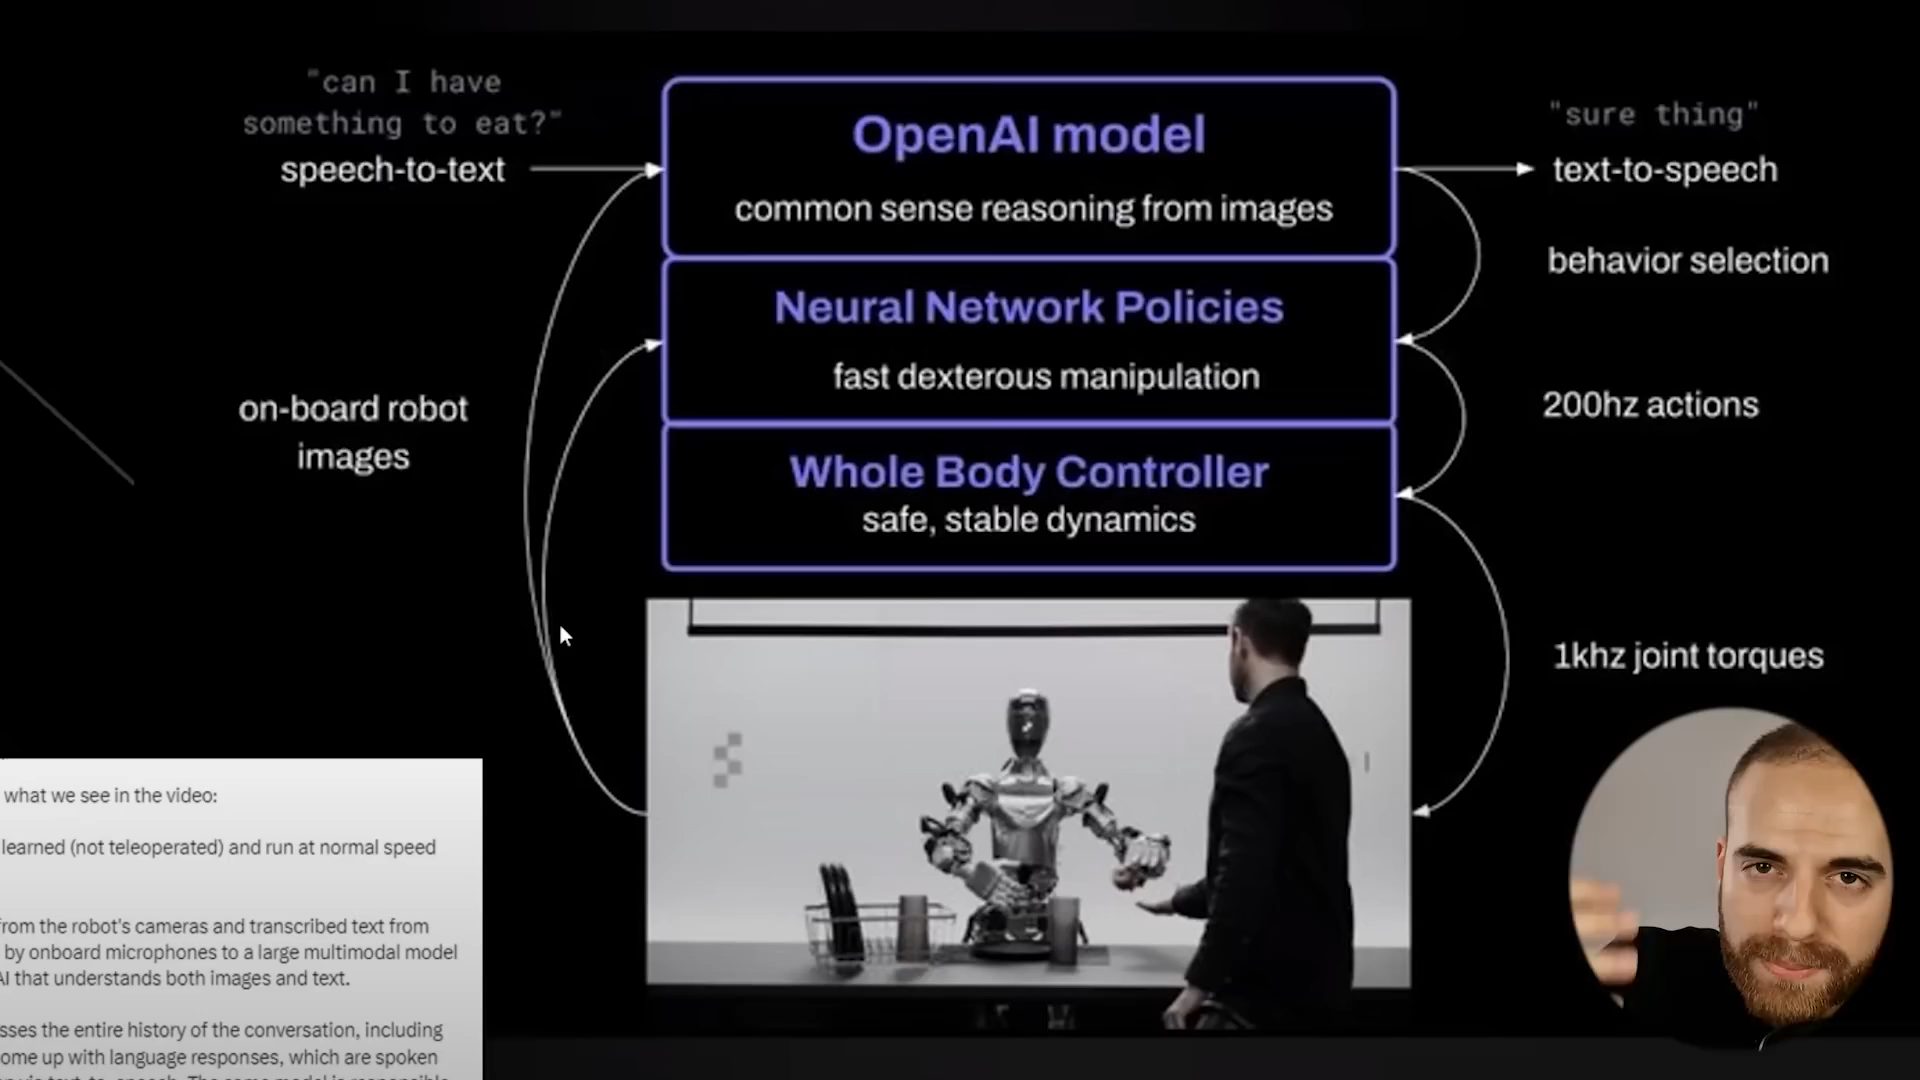 "can I have
something to eat?"
speech-to-text
OpenAI model
common sense reasoning from images
"sure thing"
text-to-speech
behavior selection
Neural Network Policies
fast dexterous manipulation
on-board robot
images
200hz actions
Whole Body Controller
safe, stable dynamics
1khz joint torques
what we see in the video:
learned (not teleoperated) and run at normal speed
from the robot's cameras and transcribed text from
by onboard microphones to a large multimodal model
AI that understands both images and text.
sses the entire history of the conversation, including
ome up with language responses, which are spoken